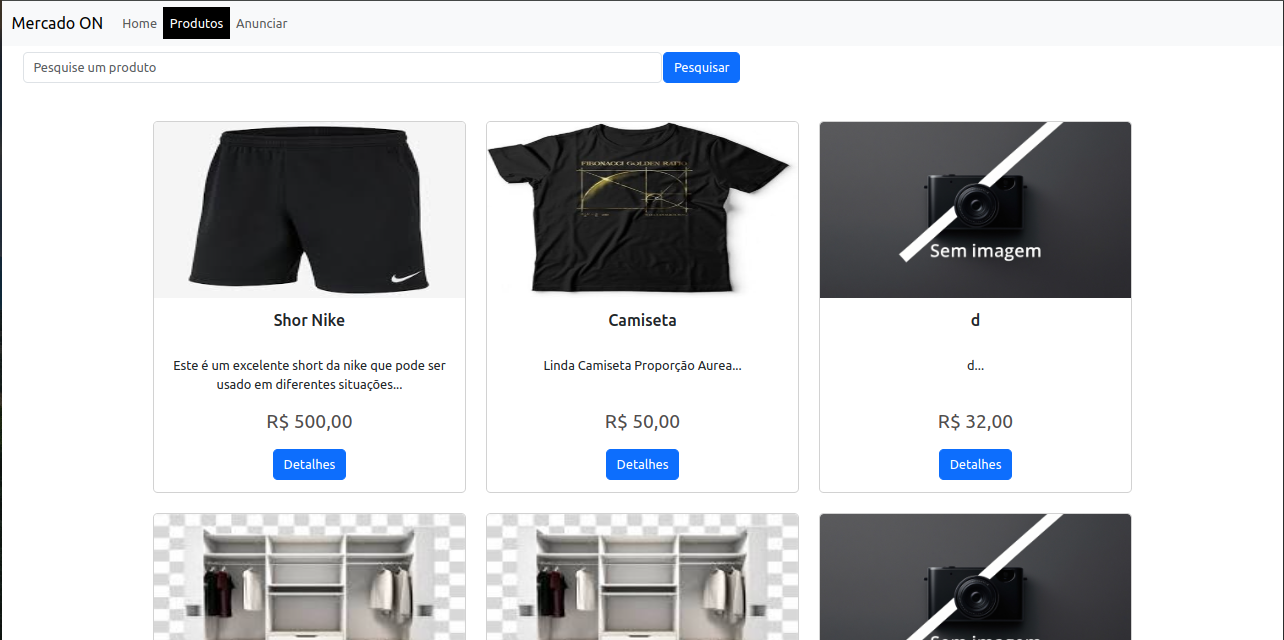 Mercado ON Home Produtos Anunciar
Pesquise um produto Pesquisar
FIBONACCI GOLDEN RATIO
Sem imagem
Shor Nike
Este é um excelente short da nike que pode ser
usado em diferentes situações...
R$ 500,00
Detalhes
Camiseta
Linda Camiseta Proporção Aurea...
R$ 50,00
Detalhes
d
d...
R$ 32,00
Detalhes
Sem imagem